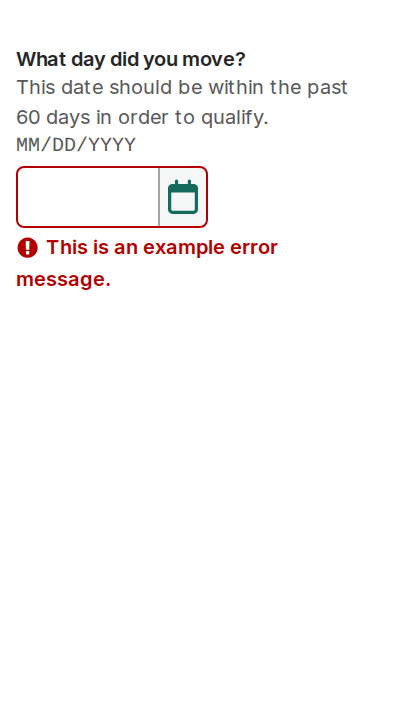 What day did you move?
This date should be within the past
60 days in order to qualify.
MM/DD/YYYY
This is an example error
message.